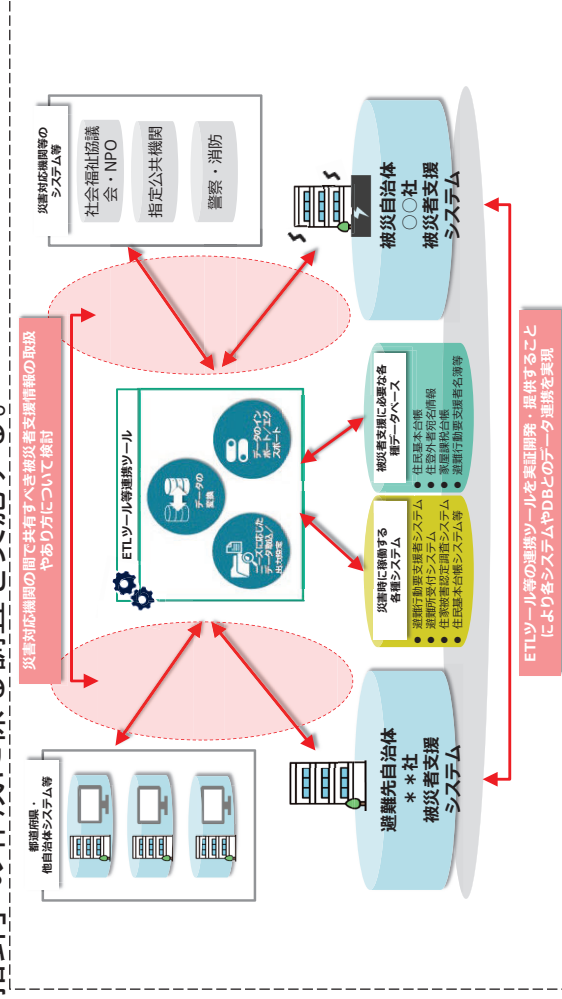 災害対応機関の間で共有すべき被災者支援情報の取扱
やあり方について検討
都道府県・
他自治体システム等
ETLツール等連携ツール
ニーズに応じた
データ取込/
出力設定
データの
変換
データのイン
ポート/エク
スポート
災害対応機関等の
システム等
社会福祉協議
会・NPO
指定公共機関
警察・消防
避難先自治体
**社
被災者支援
システム
災害時に稼働する
各種システム
● 避難行動要支援者システム
● 避難所受付システム
● 住家被害認定調査システム
● 住民基本台帳システム等
被災者支援に必要な各
種データベース
● 住民基本台帳
● 住登外者宛名情報
● 家屋課税台帳
● 避難行動要支援者名簿等
被災自治体
○○社
被災者支援
システム
ETLツール等の連携ツールを実証開発・提供すること
により各システムやDBとのデータ連携を実現